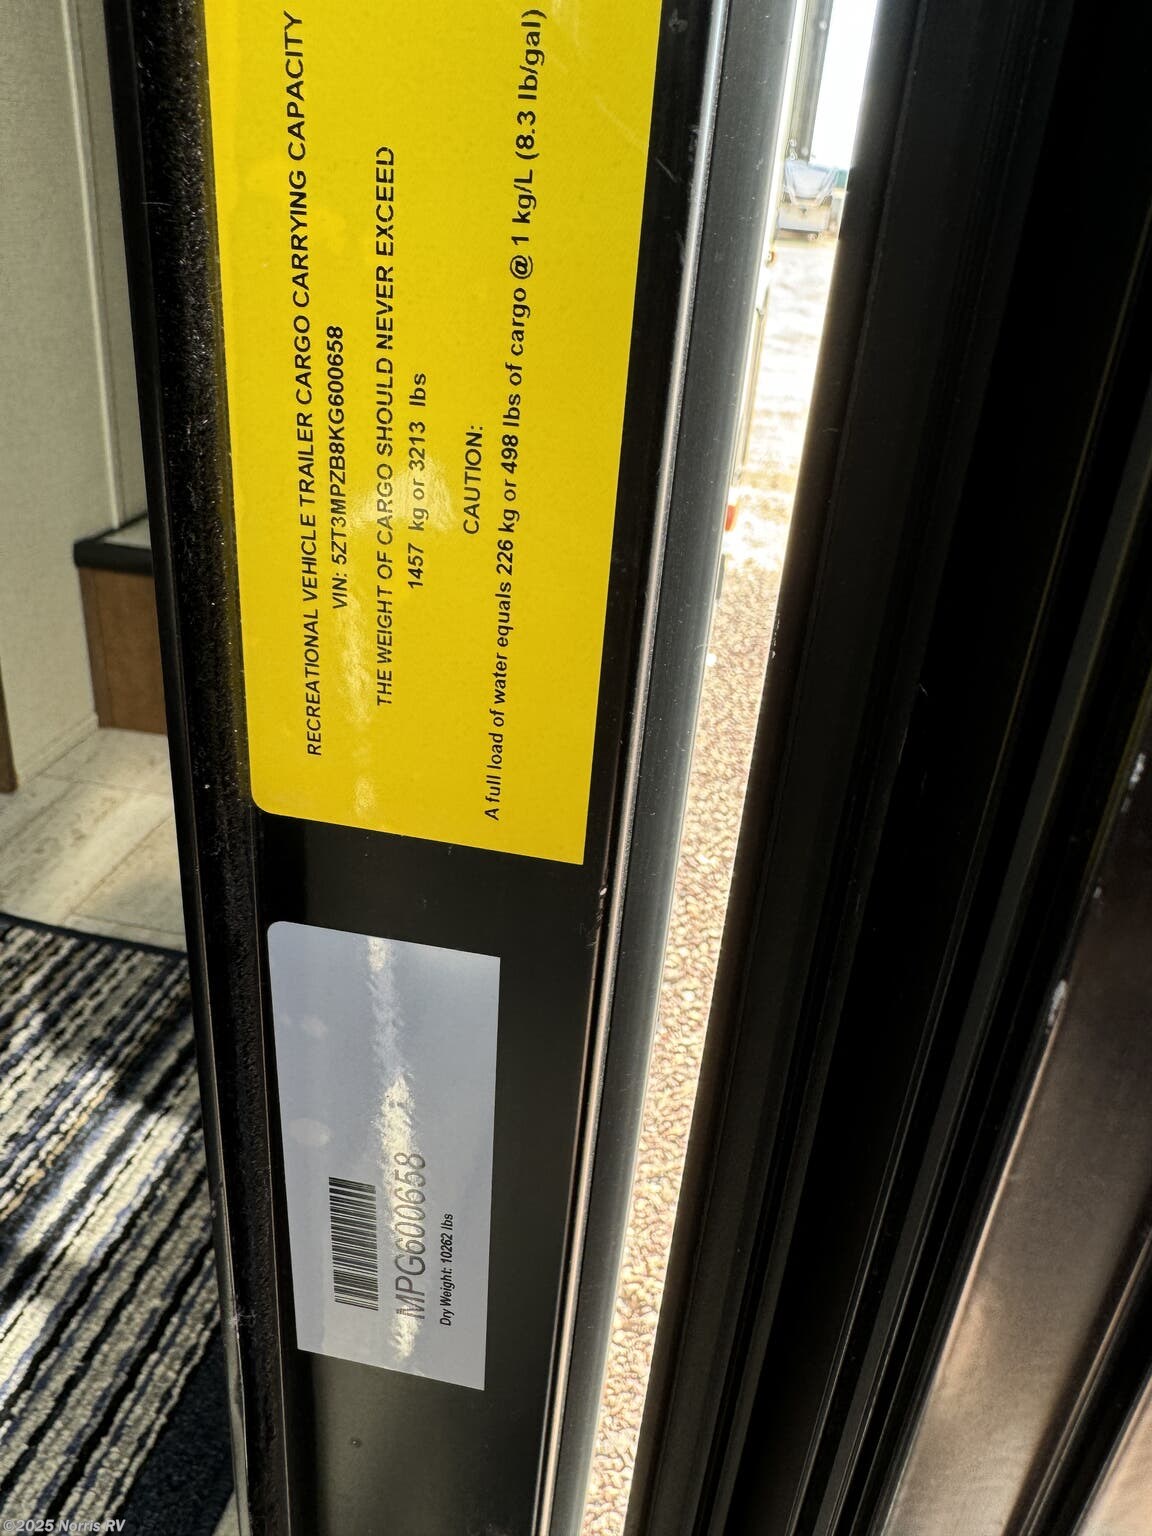 RECREATIONAL VEHICLE TRAILER CARGO CARRYING CAPACITY
VIN: 5ZT3MPZB8KG600658
THE WEIGHT OF CARGO SHOULD NEVER EXCEED
1457 kg or 3213 lbs
CAUTION:
A full load of water equals 226 kg or 498 lbs of cargo @ 1 kg/L (8.3 lb/gal)
MPG600658
Dry Weight: 10262 lbs
©2025 Norris RV